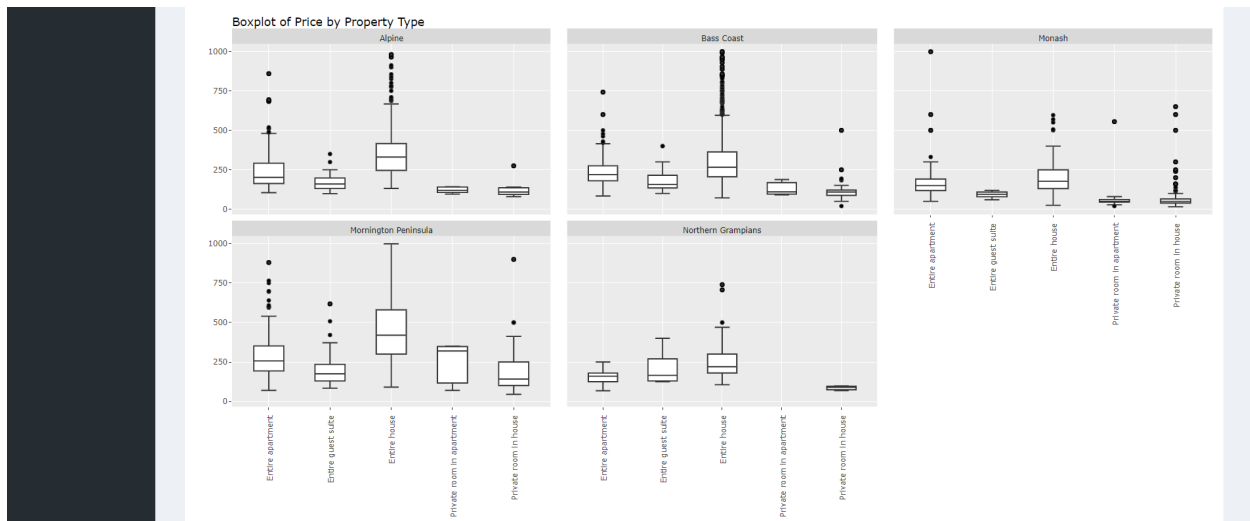 Boxplot of Price by Property Type
Alpine
Bass Coast
Monash
1000
750
500
250
0
Entire apartment
Entire guest suite
Entire house
Private room in apartment
Private room in house
Mornington Peninsula
Northern Grampians
1000
750
500
250
0
Entire apartment
Entire guest suite
Entire house
Private room in apartment
Private room in house
Entire apartment
Entire guest suite
Entire house
Private room in apartment
Private room in house